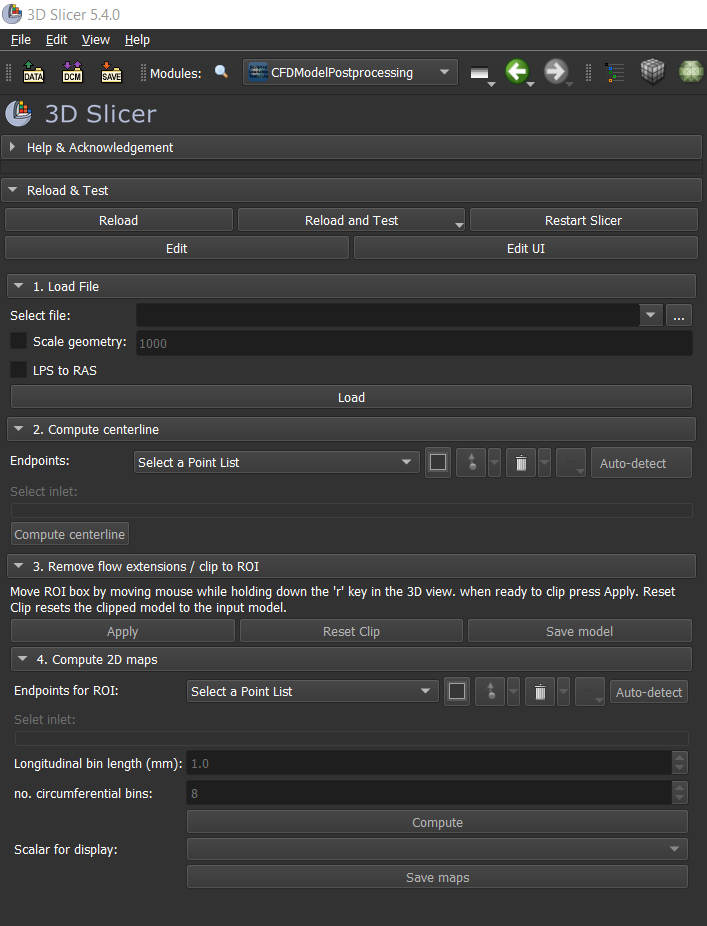 3D Slicer 5.4.0
File Edit View Help
DATA DCM SAVE Modules: CFDModelPostprocessing
3D Slicer
Help & Acknowledgement
Reload & Test
Reload Reload and Test Restart Slicer
Edit Edit UI
1. Load File
Select file: ...
Scale geometry: 1000
LPS to RAS
Load
2. Compute centerline
Endpoints: Select a Point List Auto-detect
Select inlet:
Compute centerline
3. Remove flow extensions / clip to ROI
Move ROI box by moving mouse while holding down the 'r' key in the 3D view. when ready to clip press Apply. Reset
Clip resets the clipped model to the input model.
Apply Reset Clip Save model
4. Compute 2D maps
Endpoints for ROI: Select a Point List Auto-detect
Selet inlet:
Longitudinal bin length (mm): 1.0
no. circumferential bins: 8
Compute
Scalar for display:
Save maps